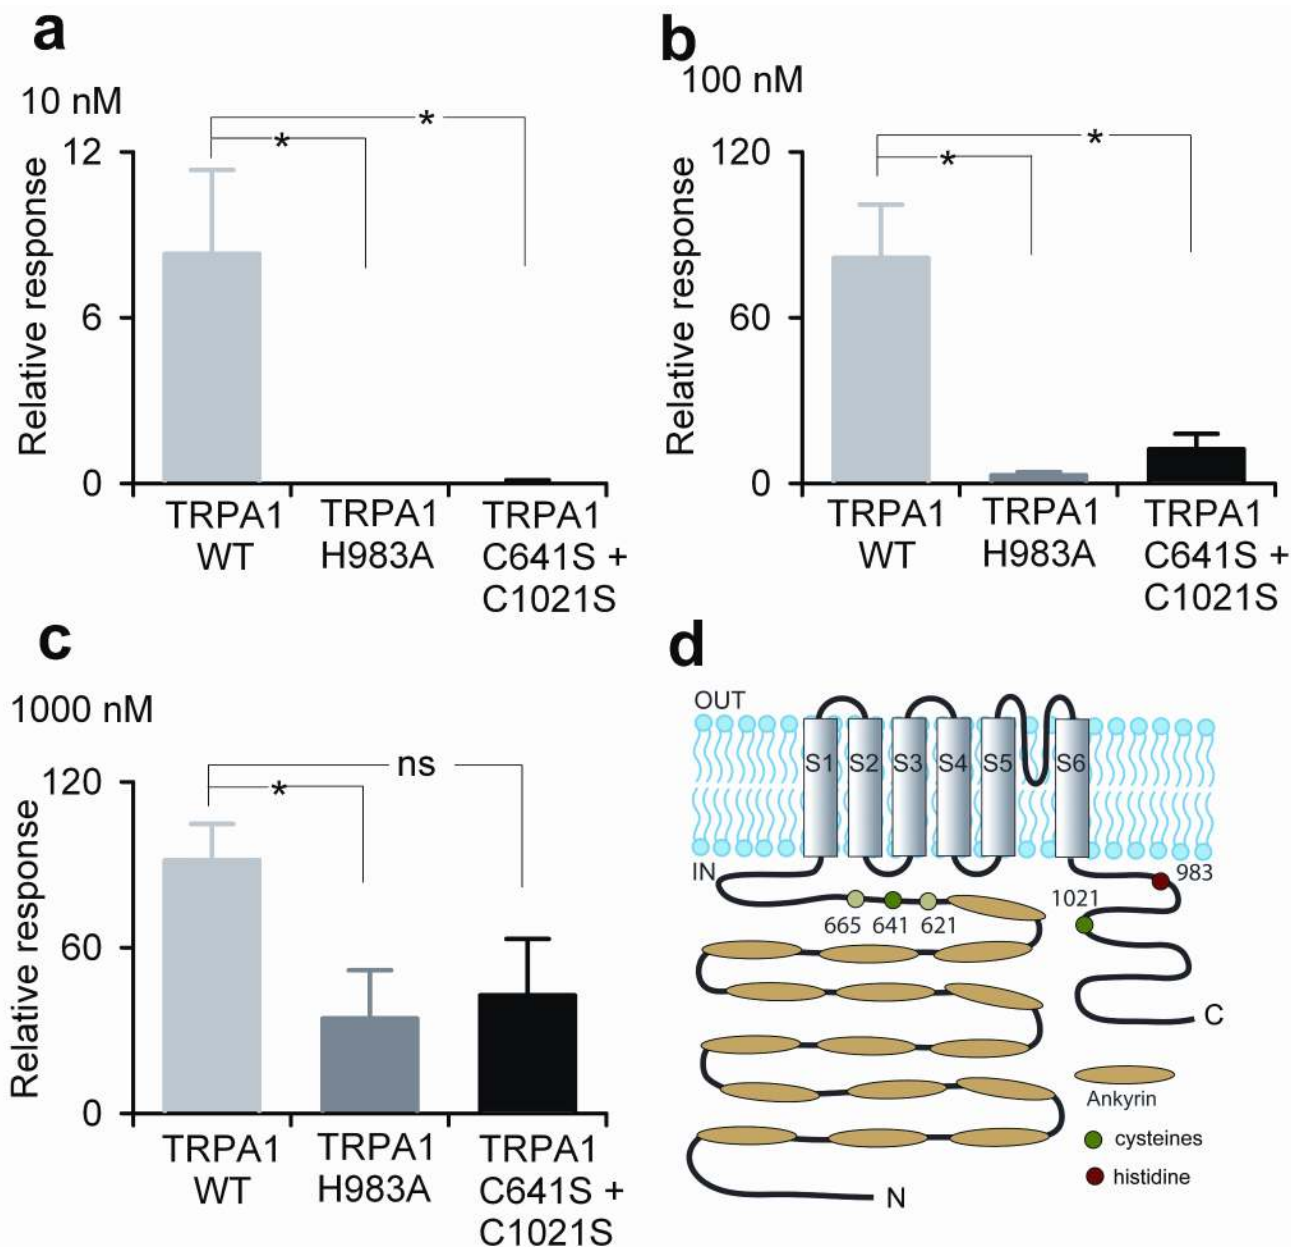 a
10 nM
Relative response
12
6
0
*
*
TRPA1
WT
TRPA1
H983A
TRPA1
C641S +
C1021S
b
100 nM
Relative response
120
60
0
*
*
TRPA1
WT
TRPA1
H983A
TRPA1
C641S +
C1021S
c
1000 nM
Relative response
120
60
0
ns
*
TRPA1
WT
TRPA1
H983A
TRPA1
C641S +
C1021S
d
OUT
S1 S2 S3 S4 S5 S6
IN
983
1021
665 641 621
C
Ankyrin
cysteines
histidine
N